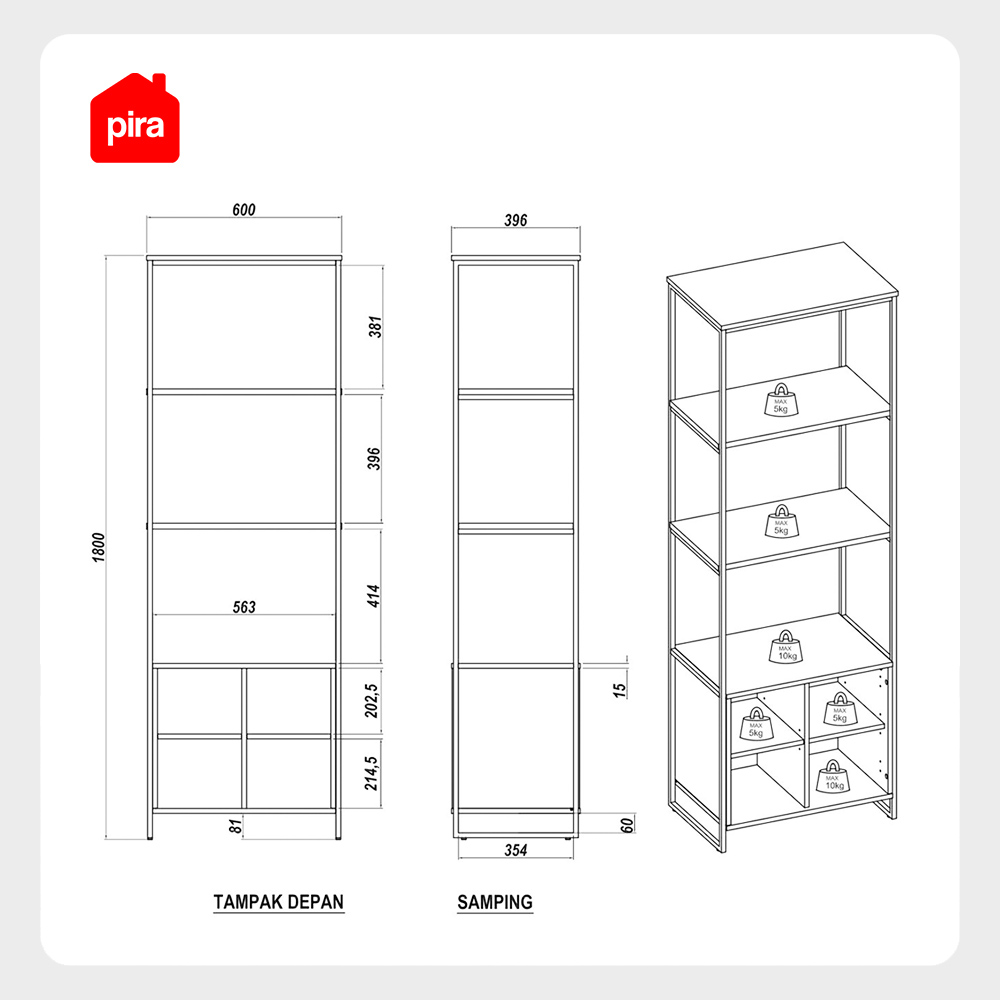 pira
600
396
381
396
1800
414
563
202,5
15
214,5
81
60
354
MAX
5kg
MAX
5kg
MAX
10kg
MAX
5kg
MAX
5kg
MAX
10kg
TAMPAK DEPAN
SAMPING